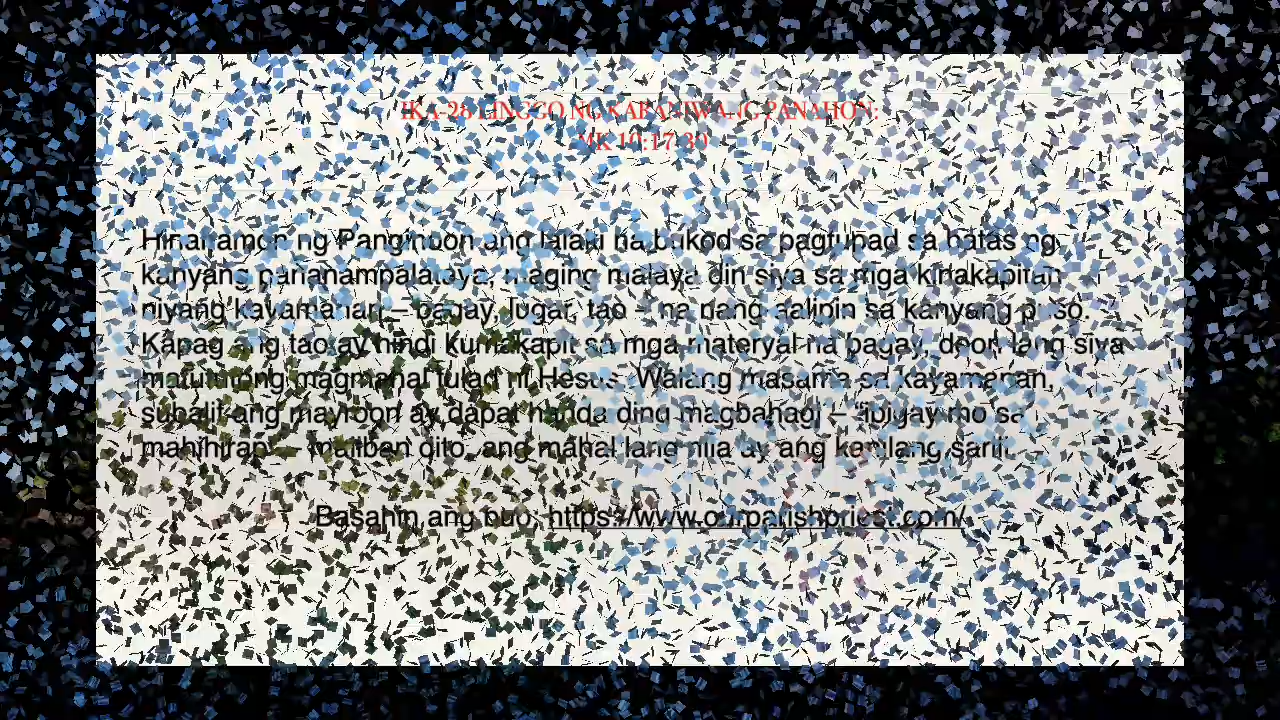 IKA-28 LINGGO NG KARANIWANG PANAHON:
MK 10:17-30
Hinahamon ng Panginoon ang lalaki na bukod sa pagtupad sa batas ng
kanyang pananampalataya, maging malaya din siya sa mga kinakapitan
niyang kayamanan – bagay, lugar, tao – na nang-aalipin sa kanyang puso.
Kapag ang tao ay hindi kumakapit sa mga materyal na bagay, doon lang siya
matututong magmahal tulad ni Hesus. Walang masama sa kayamanan,
subalit ang mayroon ay dapat handa ding magbahagi – “ibigay mo sa
mahihirap” – maliban dito, ang mahal lang nila ay ang kanilang sarili.
Basahin ang buo: https://www.ourparishpriest.com/